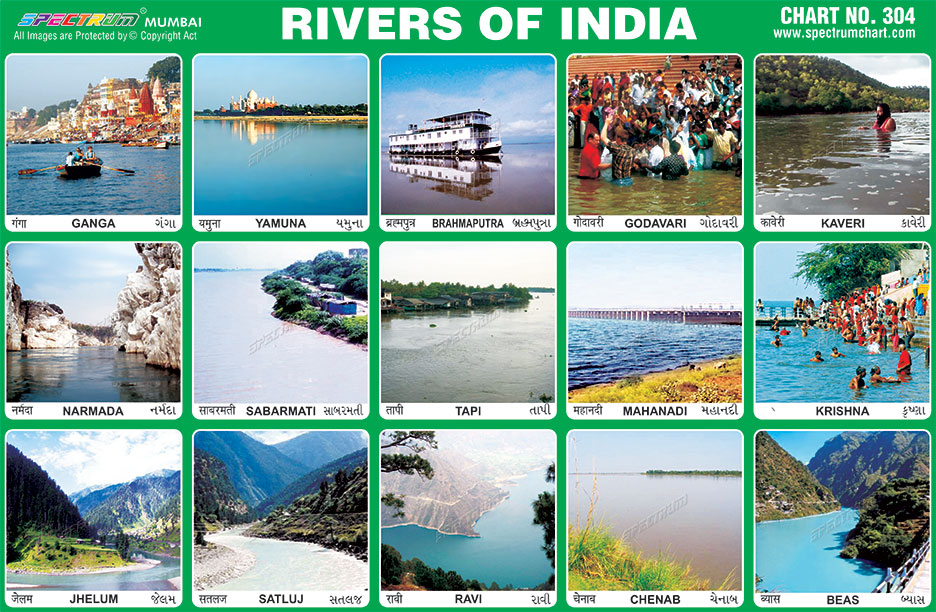 SPECTRUM® MUMBAI
All Images are Protected by © Copyright Act
RIVERS OF INDIA
CHART NO. 304
www.spectrumchart.com
गंगा GANGA ગંગા
यमुना YAMUNA યમુના
ब्रह्मपुत्र BRAHMAPUTRA બ્રહ્મપુત્રા
गोदावरी GODAVARI ગોદાવરી
कावेरी KAVERI કાવેરી
नर्मदा NARMADA નર્મદા
साबरमती SABARMATI સાબરમતી
तापी TAPI તાપી
महानदी MAHANADI મહાનદી
KRISHNA કૃષ્ણા
जेलम JHELUM જેલમ
सतलज SATLUJ સતલજ
रावी RAVI રાવી
चेनाब CHENAB ચેનાબ
ब्यास BEAS બ્યાસ